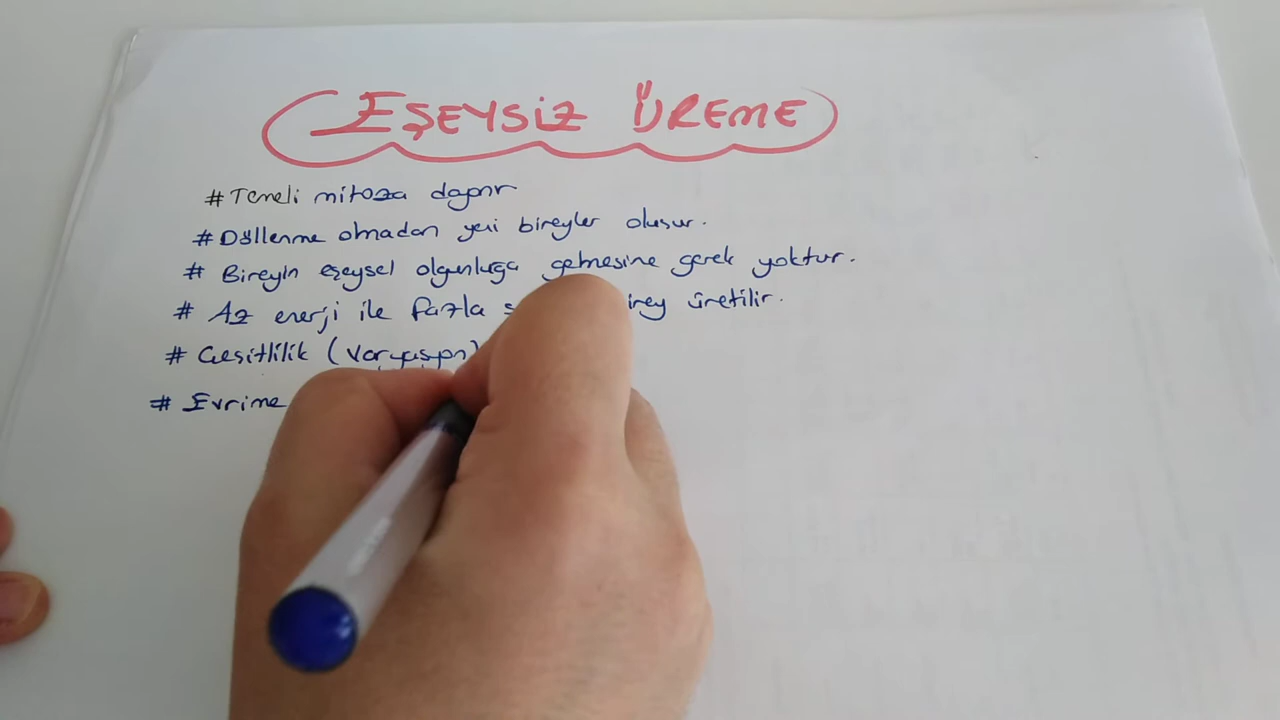 EŞEYSİZ ÜREME
# Temeli mitoza dayanır
# Döllenme olmadan yeni bireyler oluşur.
# Bireyin eşeysel olgunluğa gelmesine gerek yoktur.
# Az enerji ile fazla üretilir.
# Çeşitlilik (varyasyon)
# Evrime